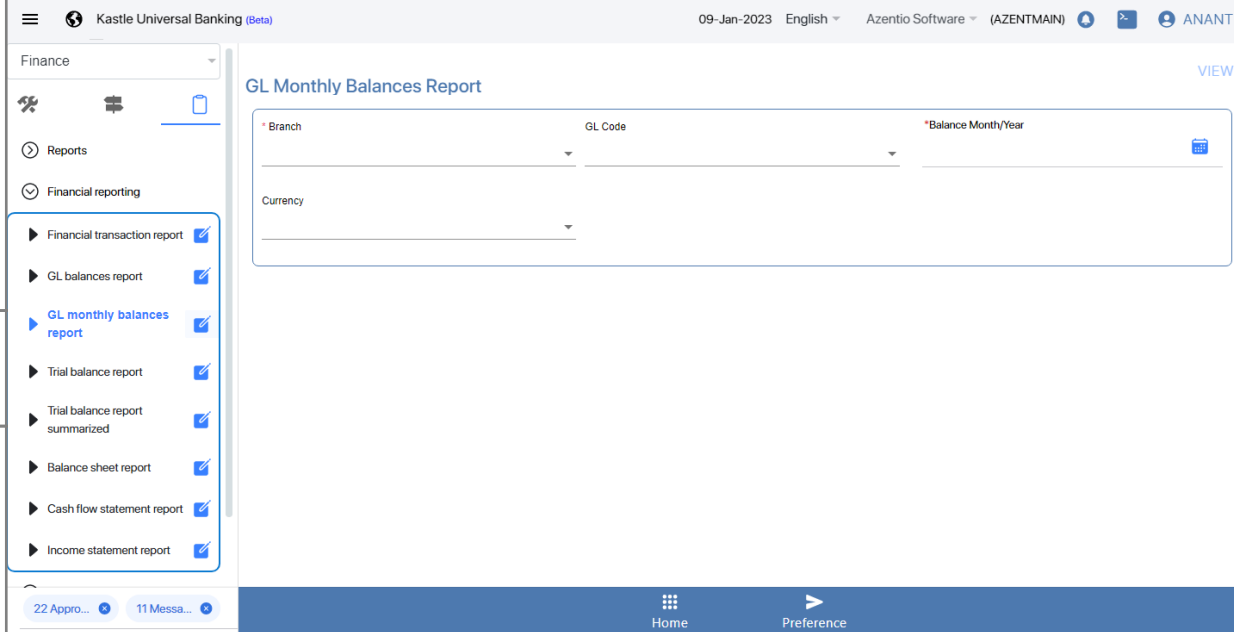 Kastle Universal Banking (Beta)
09-Jan-2023 English Azentio Software (AZENTMAIN) ANANT
Finance
VIEW
GL Monthly Balances Report
* Branch
GL Code
*Balance Month/Year
Currency
Reports
Financial reporting
Financial transaction report
GL balances report
GL monthly balances
report
Trial balance report
Trial balance report
summarized
Balance sheet report
Cash flow statement report
Income statement report
22 Appro...
11 Messa...
Home
Preference